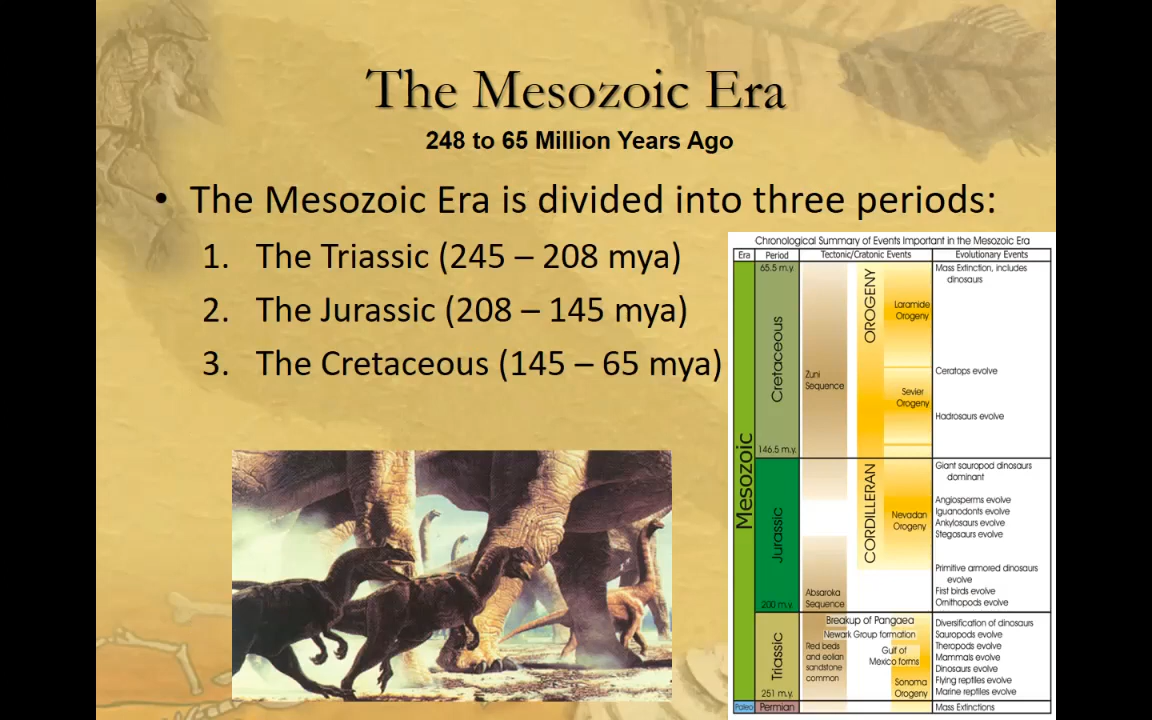 The Mesozoic Era
248 to 65 Million Years Ago
• The Mesozoic Era is divided into three periods:
1. The Triassic (245 – 208 mya)
2. The Jurassic (208 – 145 mya)
3. The Cretaceous (145 – 65 mya)
Chronological Summary of Events Important in the Mesozoic Era
Era Period Tectonic/Cratonic Events Evolutionary Events
Mesozoic
65.5 m.y.
Cretaceous
146.5 m.y.
Jurassic
200 m.y.
Triassic
251 m.y.
Paleo Permian
Zuni
Sequence
Absaroka
Sequence
Breakup of Pangaea
Newark Group formation
Red beds
and eolian
sandstone
common
Gulf of
Mexico forms
Sonoma
Orogeny
CORDILLERAN
OROGENY
Laramide
Orogeny
Sevier
Orogeny
Nevadan
Orogeny
Mass Extinction, includes
dinosaurs
Ceratops evolve
Hadrosaurs evolve
Giant sauropod dinosaurs
dominant
Angiosperms evolve
Iguanodonts evolve
Ankylosaurs evolve
Stegosaurs evolve
Primitive armored dinosaurs
evolve
First birds evolve
Ornithopods evolve
Diversification of dinosaurs
Sauropods evolve
Theropods evolve
Mammals evolve
Dinosaurs evolve
Flying reptiles evolve
Marine reptiles evolve
Mass Extinctions